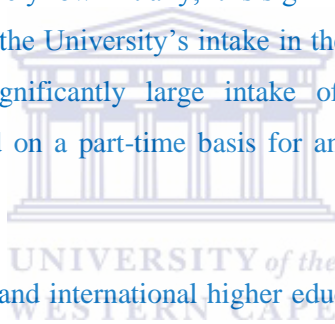 the University's intake in the
gnificantly large intake of
on a part-time basis for an
UNIVERSITY of the
and international higher edu
WESTERN CAPE